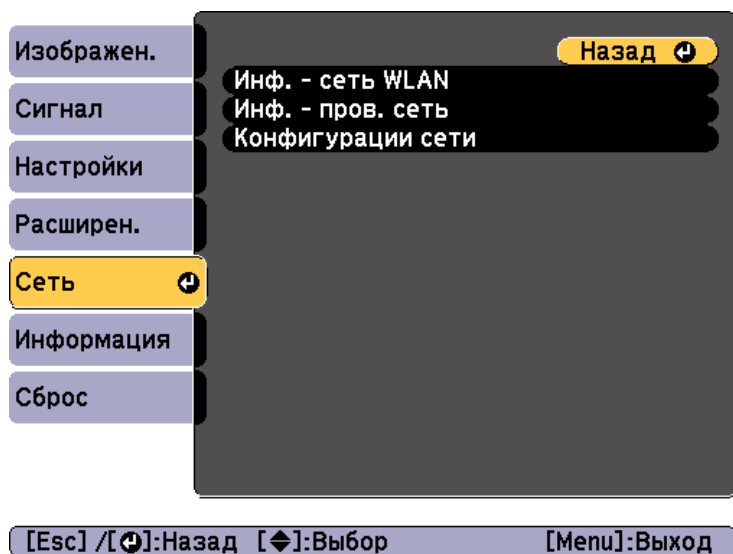 Изображен.
Сигнал
Настройки
Расширен.
Сеть
Информация
Сброс
Назад
Инф. - сеть WLAN
Инф. - пров. сеть
Конфигурации сети
[Esc] /[ ]:Назад [ ]:Выбор [Menu]:Выход